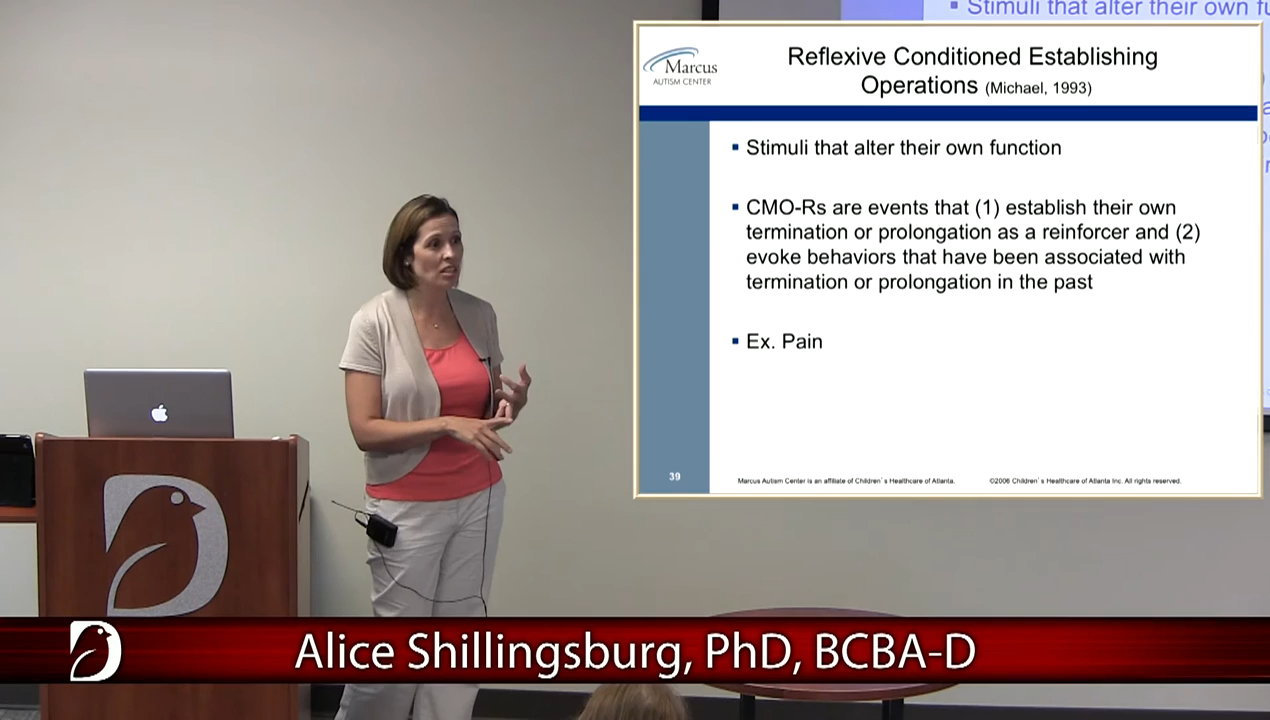 Stimuli that alter their own fu
Marcus
AUTISM CENTER
Reflexive Conditioned Establishing
Operations (Michael, 1993)
▪ Stimuli that alter their own function
▪ CMO-Rs are events that (1) establish their own
termination or prolongation as a reinforcer and (2)
evoke behaviors that have been associated with
termination or prolongation in the past
▪ Ex. Pain
39
Marcus Autism Center is an affiliate of Children`s Healthcare of Atlanta.
©2006 Children`s Healthcare of Atlanta Inc. All rights reserved.
Alice Shillingsburg, PhD, BCBA-D